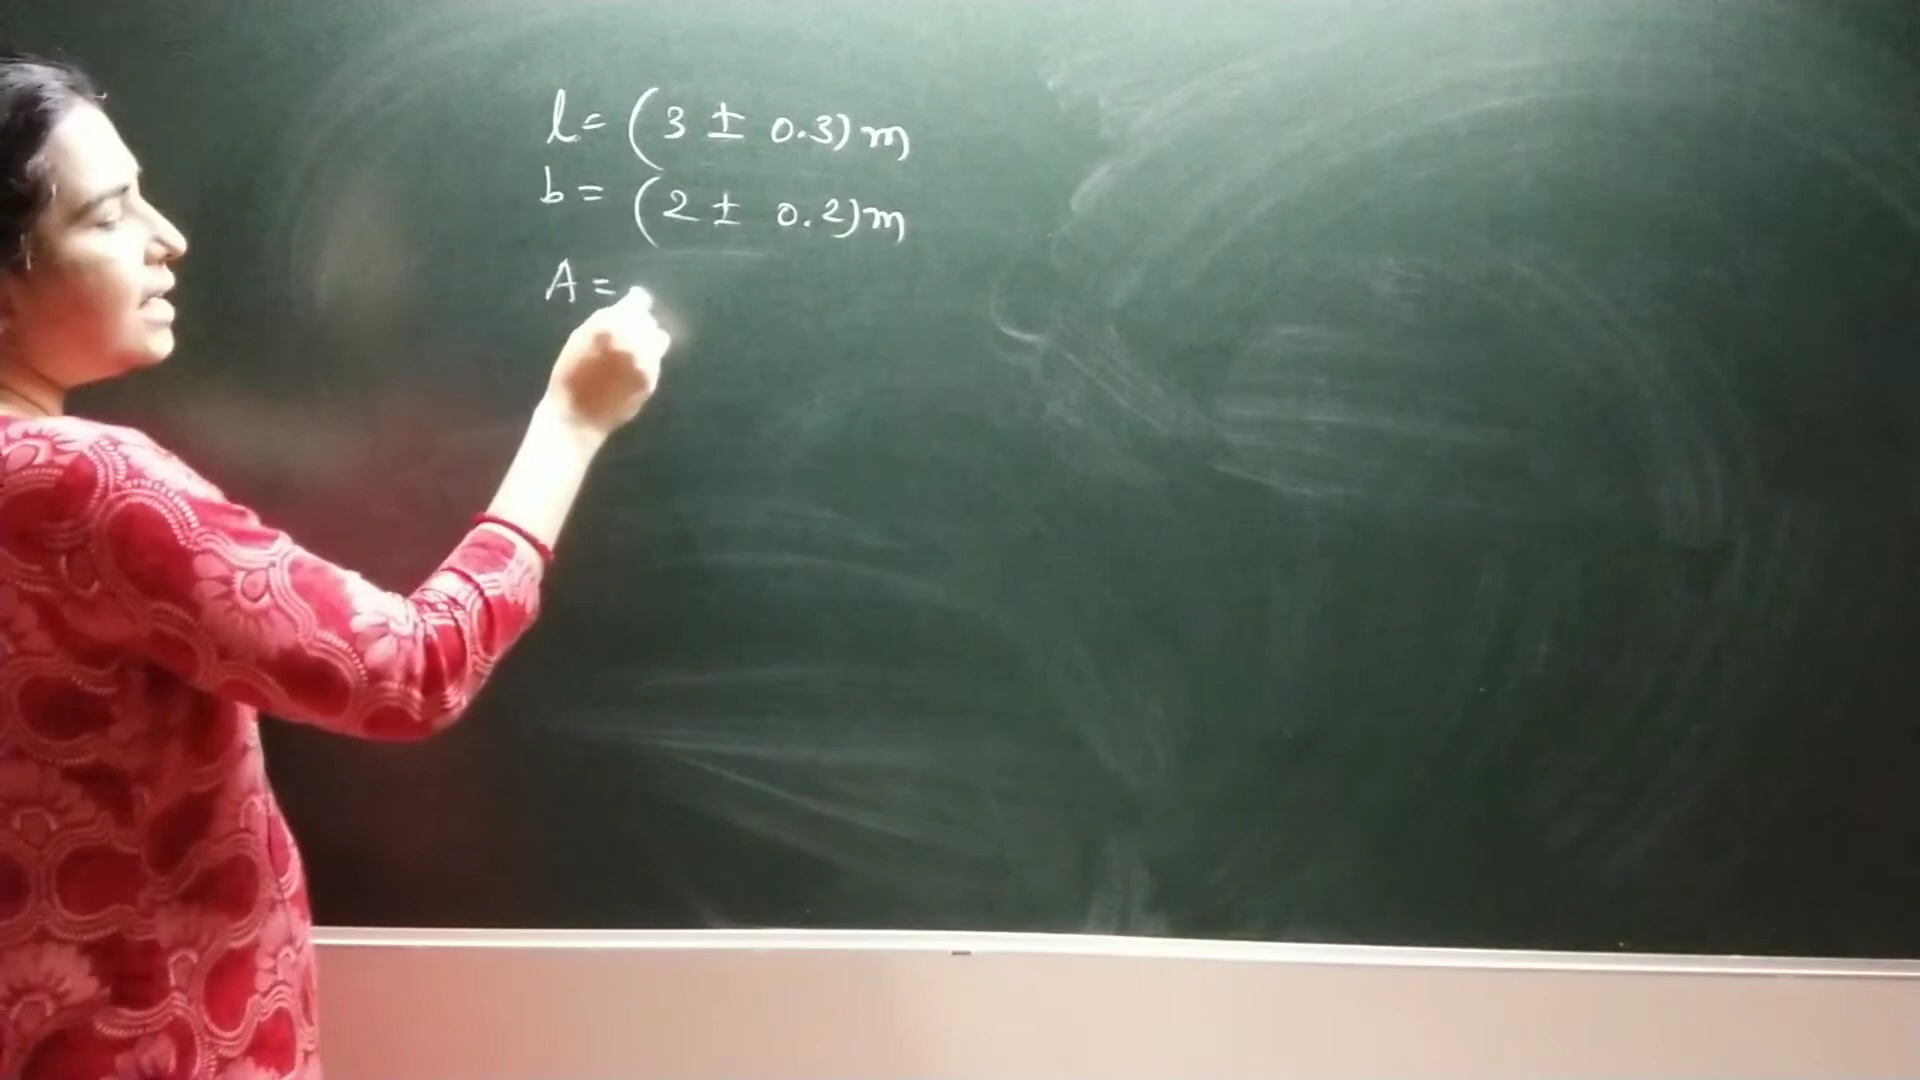 l = (3 ± 0.3) m
b = (2 ± 0.2) m
A =